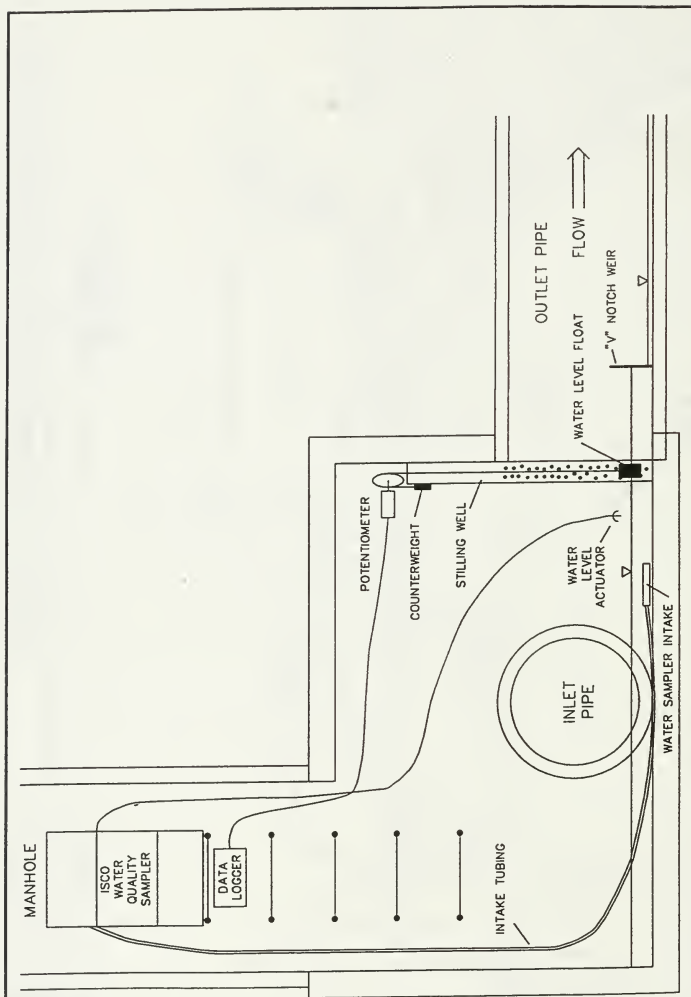 MANHOLE
ISCO
WATER
QUALITY
SAMPLER
DATA
LOGGER
INTAKE TUBING
POTENTIOMETER
COUNTERWEIGHT
STILLING WELL
WATER
LEVEL
ACTUATOR
INLET
PIPE
WATER SAMPLER INTAKE
OUTLET PIPE
FLOW
WATER LEVEL FLOAT
"V" NOTCH WEIR